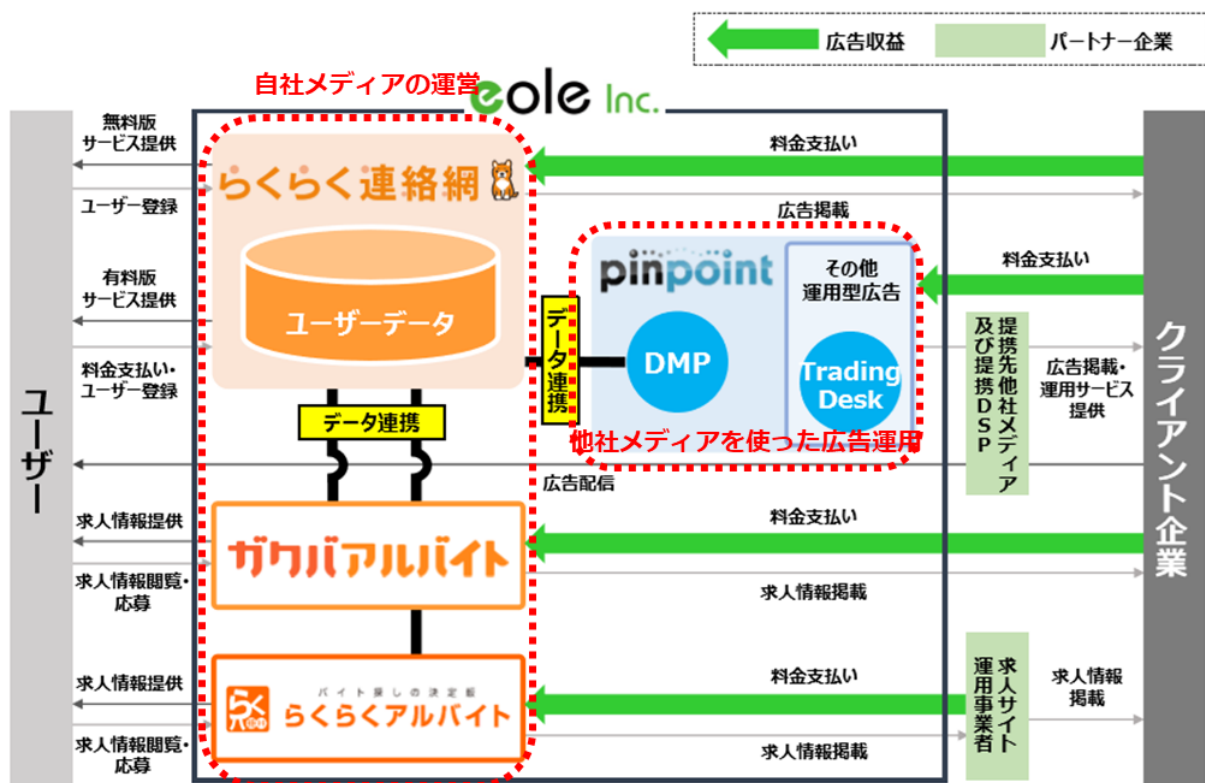 広告収益
パートナー企業
自社メディアの運営
eole Inc.
無料版
サービス提供
ユーザー登録
有料版
サービス提供
料金支払い・
ユーザー登録
ユーザー
求人情報提供
求人情報閲覧・
応募
求人情報提供
求人情報閲覧・
応募
らくらく連絡網
ユーザーデータ
データ連携
データ連携
pinpoint
DMP
その他
運用型広告
Trading
Desk
他社メディアを使った広告運用
広告配信
ガクバアルバイト
バイト探しの決定版
らくらくアルバイト
料金支払い
広告掲載
料金支払い
提携先他社メディア
及び提携DSP
広告掲載・
運用サービス
提供
料金支払い
求人情報掲載
料金支払い
求人情報掲載
求人サイト
運用事業者
求人情報
掲載
クライアント企業